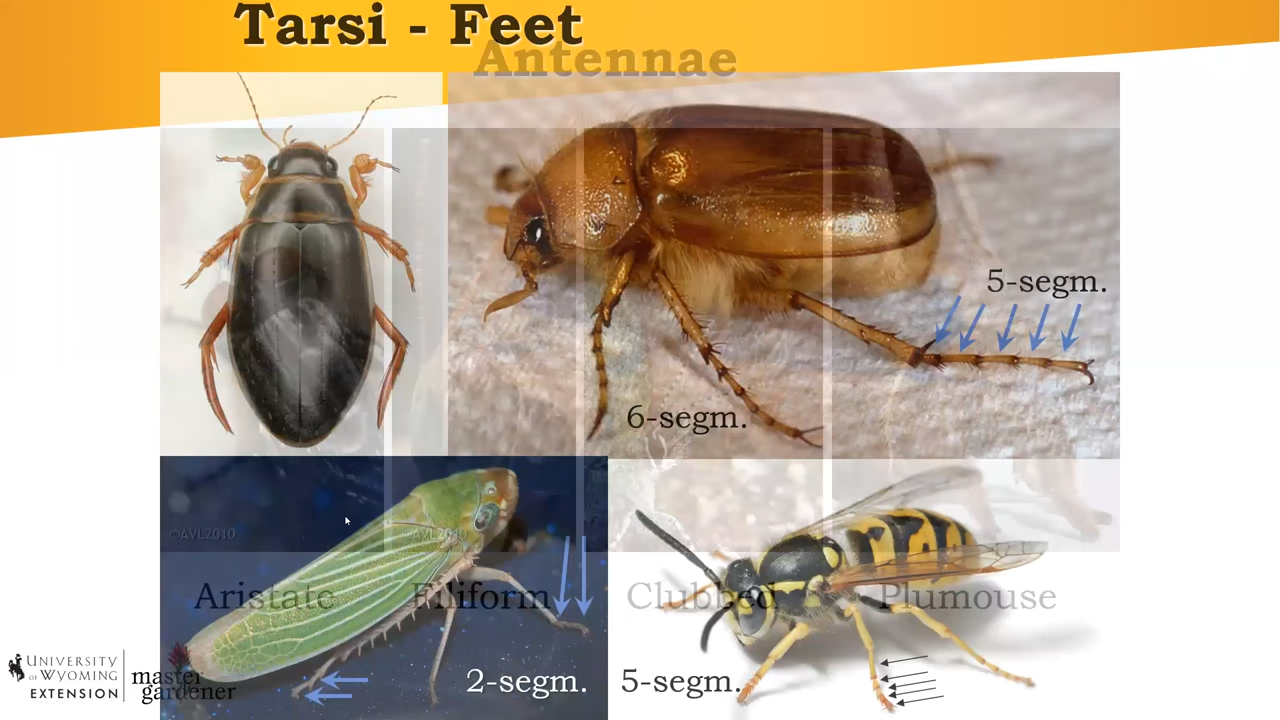 Tarsi - Feet
Antennae
5-segm.
6-segm.
©AVL2010
©AVL2010
Aristate
Filiform
Clubbed
Plumouse
2-segm.
5-segm.
UNIVERSITY
OF WYOMING
EXTENSION
master
gardener